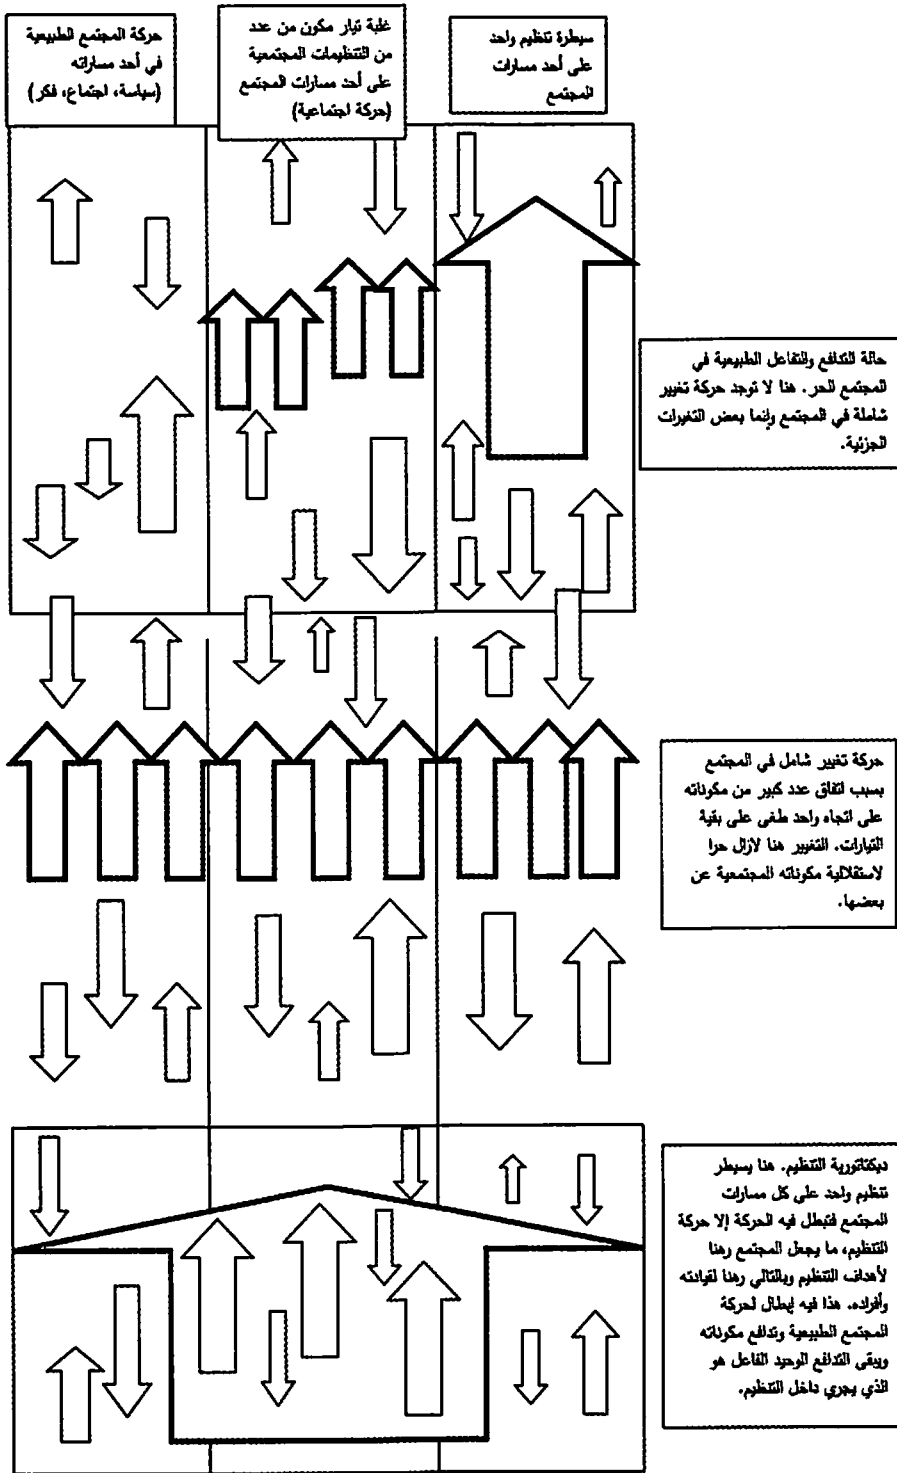 سيطرة تنظيم واحد
على أحد مسارات
المجتمع
غلبة تيار مكون من عدد
من التنظيمات المجتمعية
على أحد مسارات المجتمع
(حركة اجتماعية)
حركة المجتمع الطبيعية
في أحد مساراته
(سياسة، اجتماع، فكر)
حالة التدافع والتفاعل الطبيعية في
المجتمع الحر. هنا لا توجد حركة تغيير
شاملة في المجتمع وإنما بعض التغيرات
الجزئية.
حركة تغيير شامل في المجتمع
بسبب اتفاق عدد كبير من مكوناته
على اتجاه واحد طغى على بقية
التيارات. التغيير هنا لازال حرا
لاستقلالية مكوناته المجتمعية عن
بعضها.
ديكتاتورية التنظيم. هنا يسيطر
تنظيم واحد على كل مسارات
المجتمع فتبطل فيه الحركة إلا حركة
التنظيم، ما يجعل المجتمع رهنا
لأهداف التنظيم وبالتالي رهنا لقيادته
وأفراده. هذا فيه إبطال لحركة
المجتمع الطبيعية وتدافع مكوناته
ويبقى التدافع الوحيد الفاعل هو
الذي يجري داخل التنظيم.